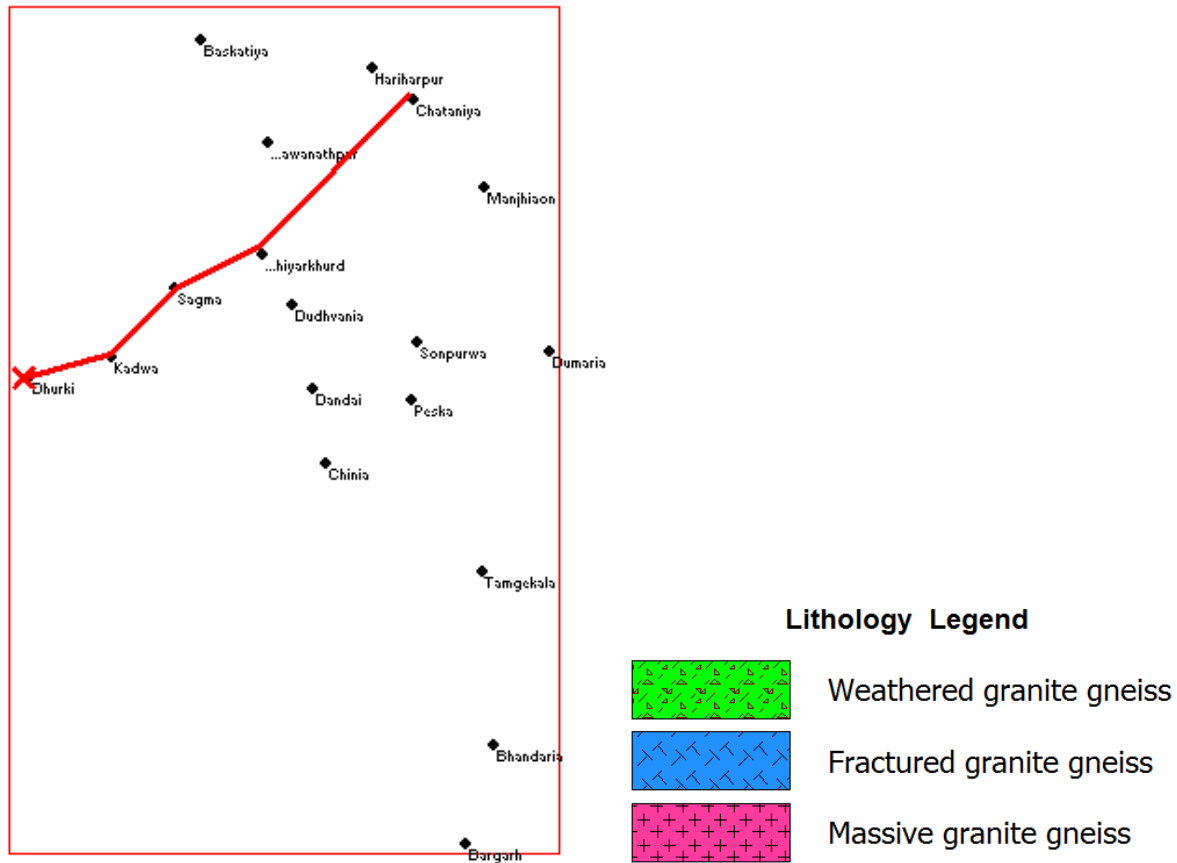 Baskatiya
Hariharpur
Chataniya
...awanathpur
Manjhiaon
...hiyarkhurd
Sagma
Dudhvania
Sonpurwa
Dumaria
Kadwa
Dhurki
Dandai
Peska
Chinia
Tamgekala
Lithology Legend
Weathered granite gneiss
Bhandaria
Fractured granite gneiss
Massive granite gneiss
Bargarh